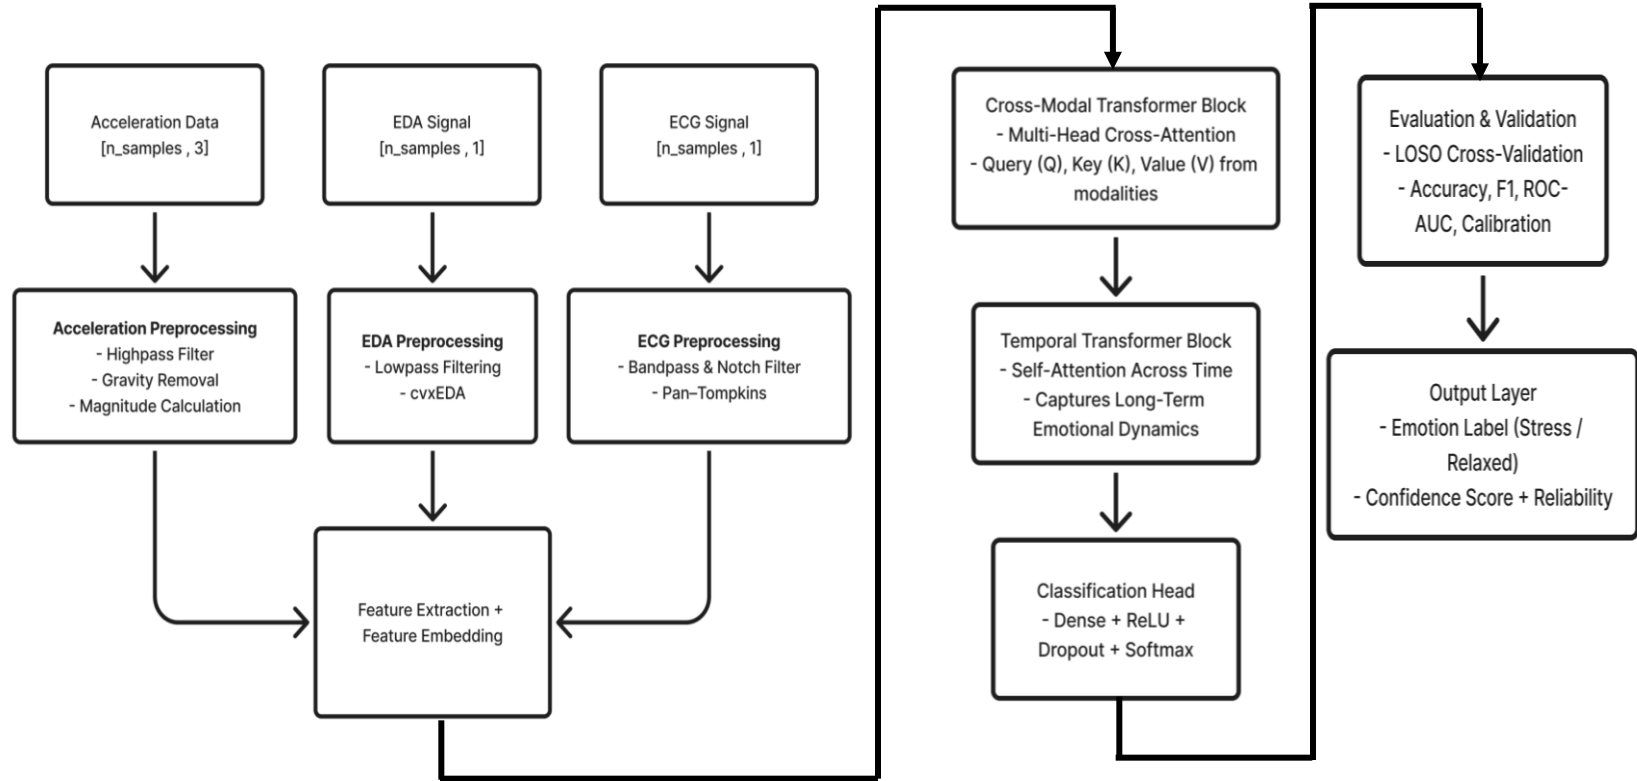 Acceleration Data
[n_samples , 3]
EDA Signal
[n_samples , 1]
ECG Signal
[n_samples , 1]
Acceleration Preprocessing
- Highpass Filter
- Gravity Removal
- Magnitude Calculation
EDA Preprocessing
- Lowpass Filtering
- cvxEDA
ECG Preprocessing
- Bandpass & Notch Filter
- Pan–Tompkins
Feature Extraction +
Feature Embedding
Cross-Modal Transformer Block
- Multi-Head Cross-Attention
- Query (Q), Key (K), Value (V) from
modalities
Temporal Transformer Block
- Self-Attention Across Time
- Captures Long-Term
Emotional Dynamics
Classification Head
- Dense + ReLU +
Dropout + Softmax
Evaluation & Validation
- LOSO Cross-Validation
- Accuracy, F1, ROC-
AUC, Calibration
Output Layer
- Emotion Label (Stress /
Relaxed)
- Confidence Score + Reliability